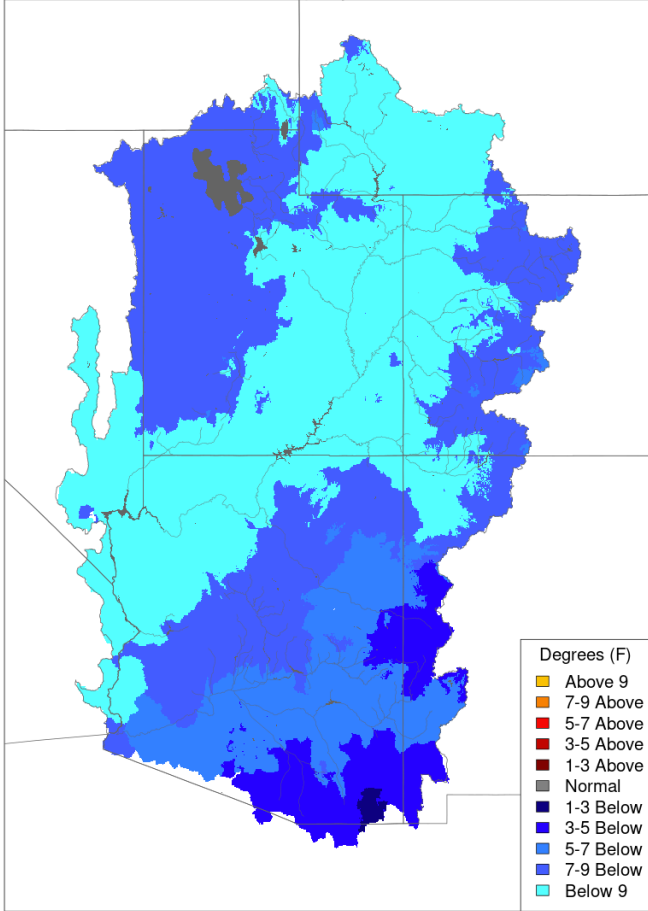 Degrees (F)
Above 9
7-9 Above
5-7 Above
3-5 Above
1-3 Above
Normal
1-3 Below
3-5 Below
5-7 Below
7-9 Below
Below 9